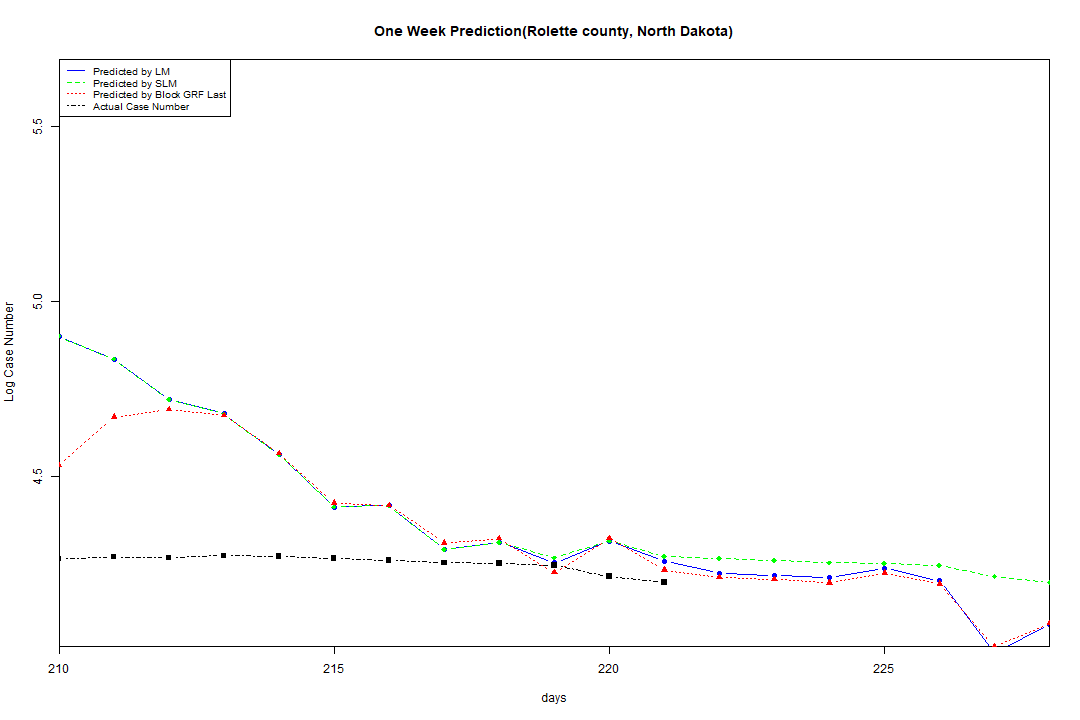 One Week Prediction(Rolette county, North Dakota)
Predicted by LM
Predicted by SLM
Predicted by Block GRF Last
Actual Case Number
5.5
5.0
4.5
Log Case Number
210
215
220
225
days